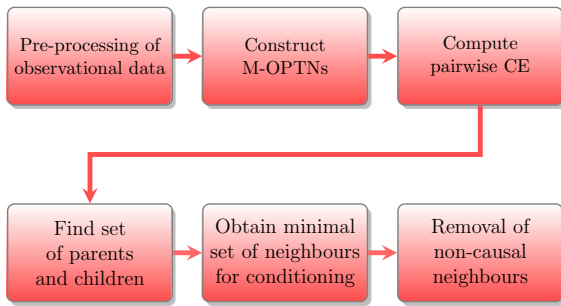 Pre-processing of
observational data
Construct
M-OPTNs
Compute
pairwise CE
Find set
of parents
and children
Obtain minimal
set of neighbours
for conditioning
Removal of
non-causal
neighbours